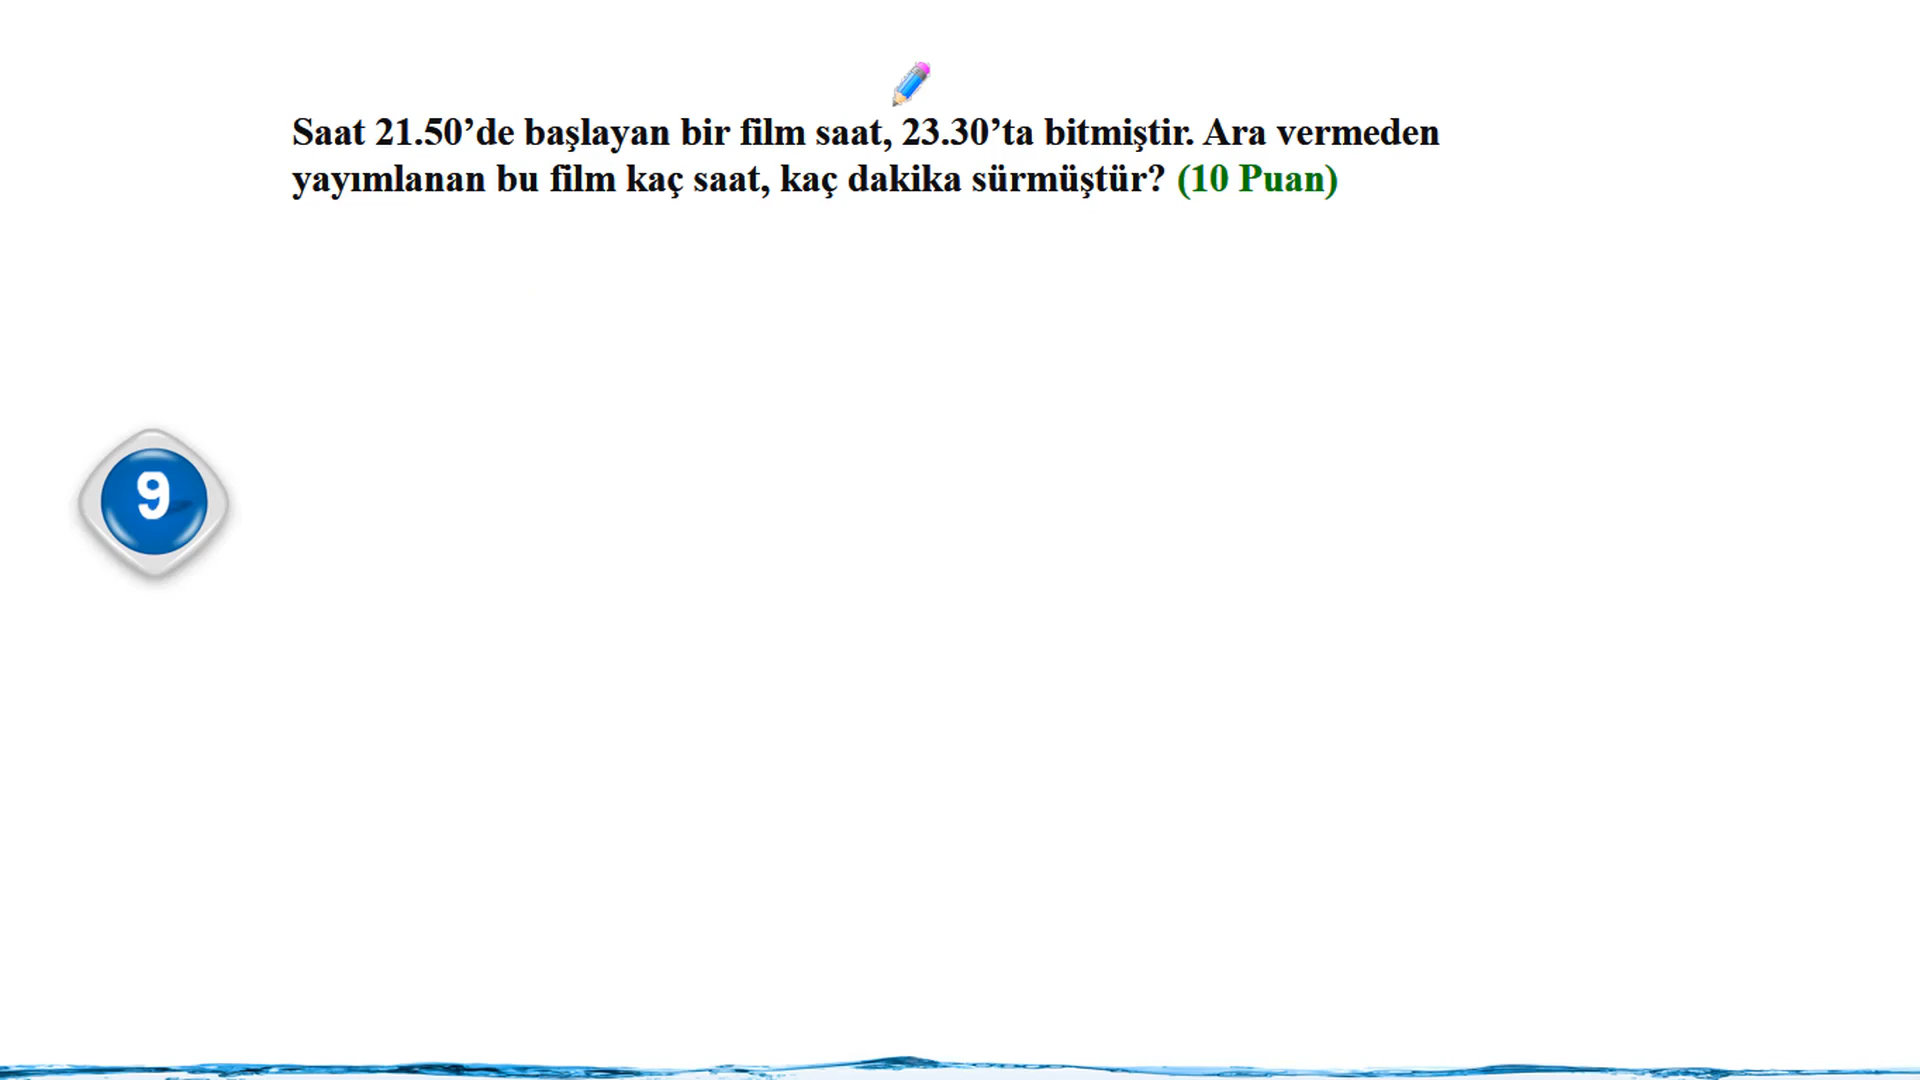 Saat 21.50’de başlayan bir film saat, 23.30’ta bitmiştir. Ara vermeden
yayımlanan bu film kaç saat, kaç dakika sürmüştür? (10 Puan)
9